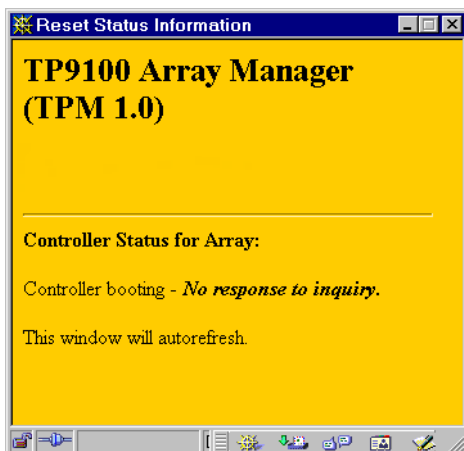 Reset Status Information
TP9100 Array Manager
(TPM 1.0)
Controller Status for Array:
Controller booting - No response to inquiry.
This window will autorefresh.